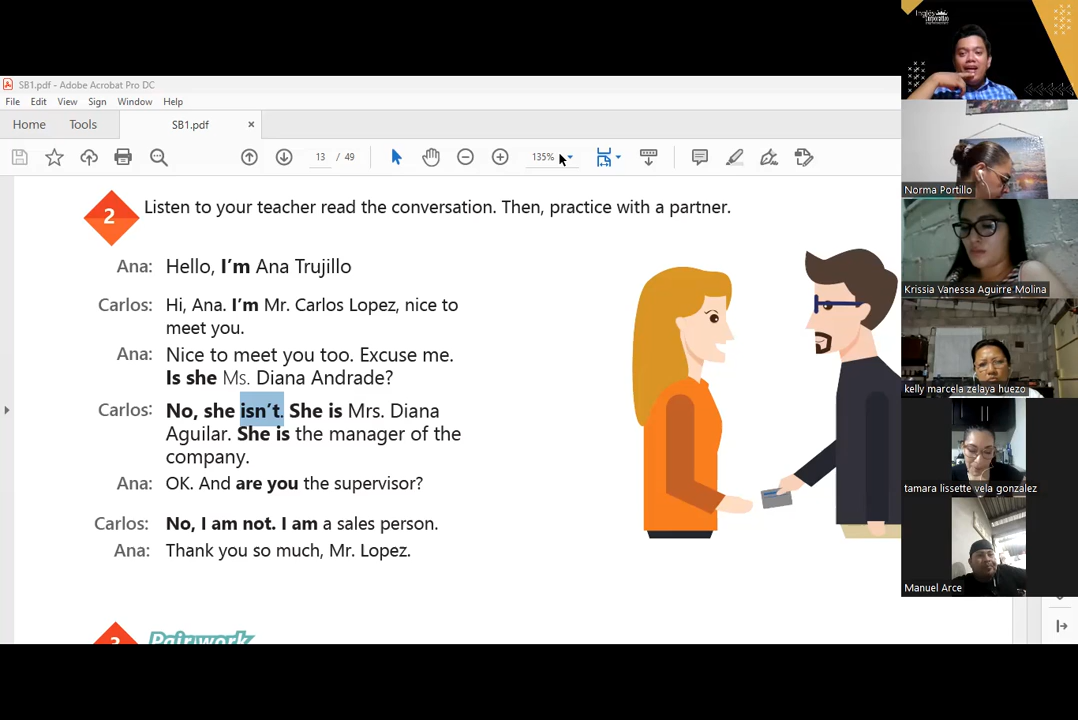 SB1.pdf - Adobe Acrobat Pro DC
File Edit View Sign Window Help
Home Tools SB1.pdf ×
13 / 49 135%
2 Listen to your teacher read the conversation. Then, practice with a partner.
Ana: Hello, I'm Ana Trujillo
Carlos: Hi, Ana. I'm Mr. Carlos Lopez, nice to
meet you.
Ana: Nice to meet you too. Excuse me.
Is she Ms. Diana Andrade?
Carlos: No, she isn't. She is Mrs. Diana
Aguilar. She is the manager of the
company.
Ana: OK. And are you the supervisor?
Carlos: No, I am not. I am a sales person.
Ana: Thank you so much, Mr. Lopez.
3 Pair work
Inglés
Corporativo
Norma Portillo
Krissia Vanessa Aguirre Molina
kelly marcela zelaya huezo
tamara lissette vela gonzalez
Manuel Arce